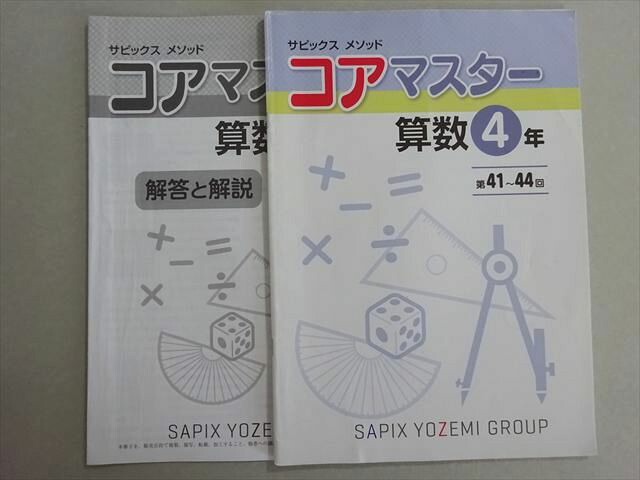 サピックス メソッド
コアマス
算数
解答と解説
SAPIX YOZE
サピックス メソッド
コアマスター
算数4年
第41~44回
SAPIX YOZEMI GROUP